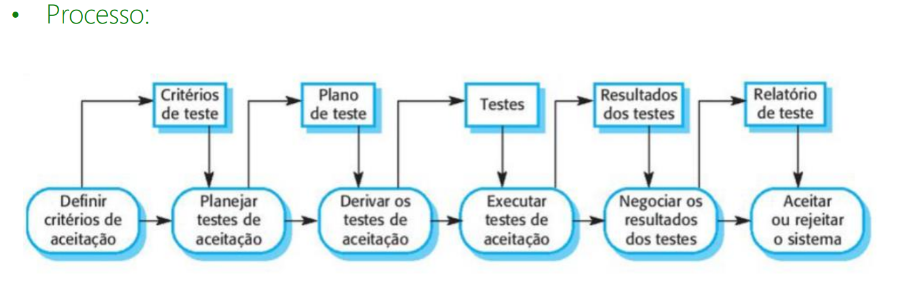 • Processo:
Critérios
de teste
Plano
de teste
Testes
Resultados
dos testes
Relatório
de teste
Definir
critérios de
aceitação
Planejar
testes de
aceitação
Derivar os
testes de
aceitação
Executar
testes de
aceitação
Negociar os
resultados
dos testes
Aceitar
ou rejeitar
o sistema